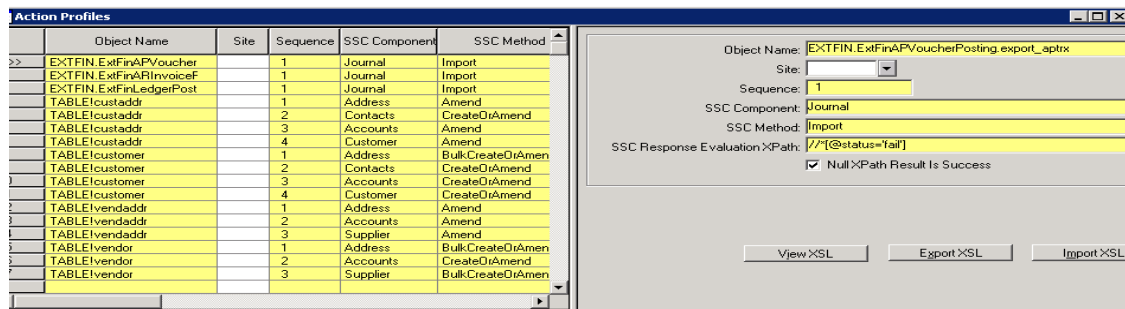 Action Profiles
Object Name Site Sequence SSC Component SSC Method
>> EXTFIN.ExtFinAPVoucher 1 Journal Import
EXTFIN.ExtFinARInvoiceF 1 Journal Import
EXTFIN.ExtFinLedgerPost 1 Journal Import
TABLE!custaddr 1 Address Amend
TABLE!custaddr 2 Contacts CreateOrAmend
TABLE!custaddr 3 Accounts Amend
TABLE!custaddr 4 Customer Amend
TABLE!customer 1 Address BulkCreateOrAmen
TABLE!customer 2 Contacts CreateOrAmend
TABLE!customer 3 Accounts CreateOrAmend
TABLE!customer 4 Customer CreateOrAmend
TABLE!vendaddr 1 Address Amend
TABLE!vendaddr 2 Accounts Amend
TABLE!vendaddr 3 Supplier Amend
TABLE!vendor 1 Address BulkCreateOrAmen
TABLE!vendor 2 Accounts CreateOrAmend
TABLE!vendor 3 Supplier BulkCreateOrAmen
Object Name: EXTFIN.ExtFinAPVoucherPosting.export_aptrx
Site:
Sequence: 1
SSC Component: Journal
SSC Method: Import
SSC Response Evaluation XPath: //*[@status='fail']
Null XPath Result Is Success
View XSL Export XSL Import XSL